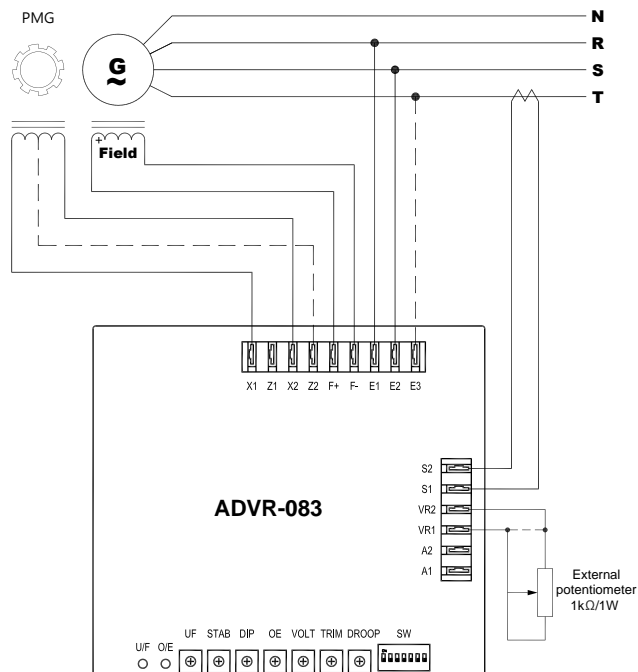 PMG
N
R
S
T
G
~
+
Field
X1 Z1 X2 Z2 F+ F- E1 E2 E3
S2
S1
ADVR-083
VR2
VR1
A2
A1
External
potentiometer
1kΩ/1W
UF STAB DIP OE VOLT TRIM DROOP SW
U/F O/E